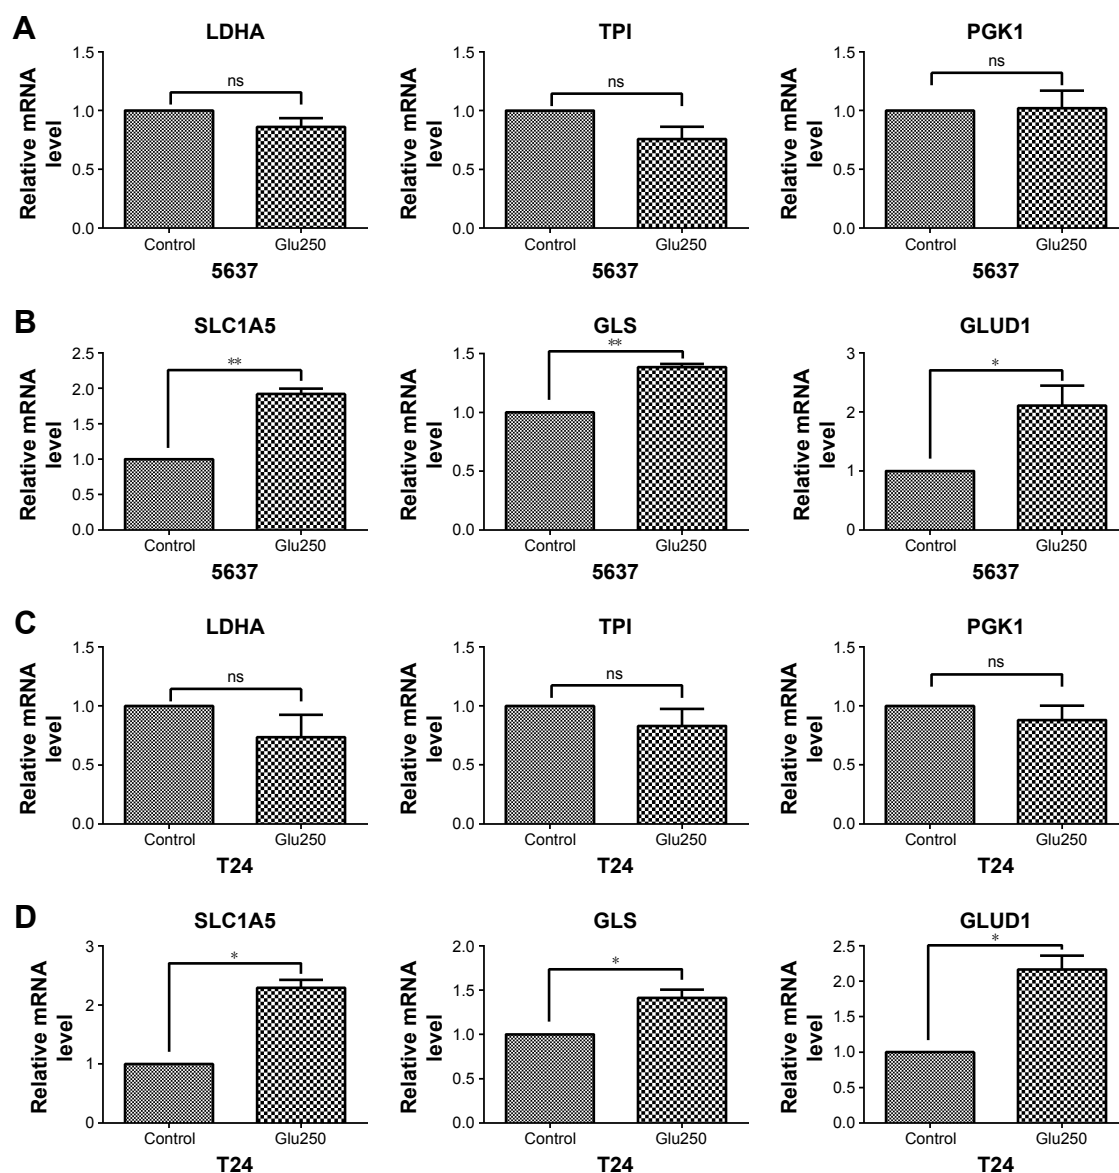 A
LDHA
TPI
PGK1
Relative mRNA
level
1.5
1.0
0.5
0.0
ns
Control
Glu250
5637
Relative mRNA
level
1.5
1.0
0.5
0.0
ns
Control
Glu250
5637
Relative mRNA
level
1.5
1.0
0.5
0.0
ns
Control
Glu250
5637
B
SLC1A5
GLS
GLUD1
Relative mRNA
level
2.5
2.0
1.5
1.0
0.5
0.0
**
Control
Glu250
5637
Relative mRNA
level
1.5
1.0
0.5
0.0
**
Control
Glu250
5637
Relative mRNA
level
3
2
1
0
*
Control
Glu250
5637
C
LDHA
TPI
PGK1
Relative mRNA
level
1.5
1.0
0.5
0.0
ns
Control
Glu250
T24
Relative mRNA
level
1.5
1.0
0.5
0.0
ns
Control
Glu250
T24
Relative mRNA
level
1.5
1.0
0.5
0.0
ns
Control
Glu250
T24
D
SLC1A5
GLS
GLUD1
Relative mRNA
level
3
2
1
0
*
Control
Glu250
T24
Relative mRNA
level
2.0
1.5
1.0
0.5
0.0
*
Control
Glu250
T24
Relative mRNA
level
2.5
2.0
1.5
1.0
0.5
0.0
*
Control
Glu250
T24